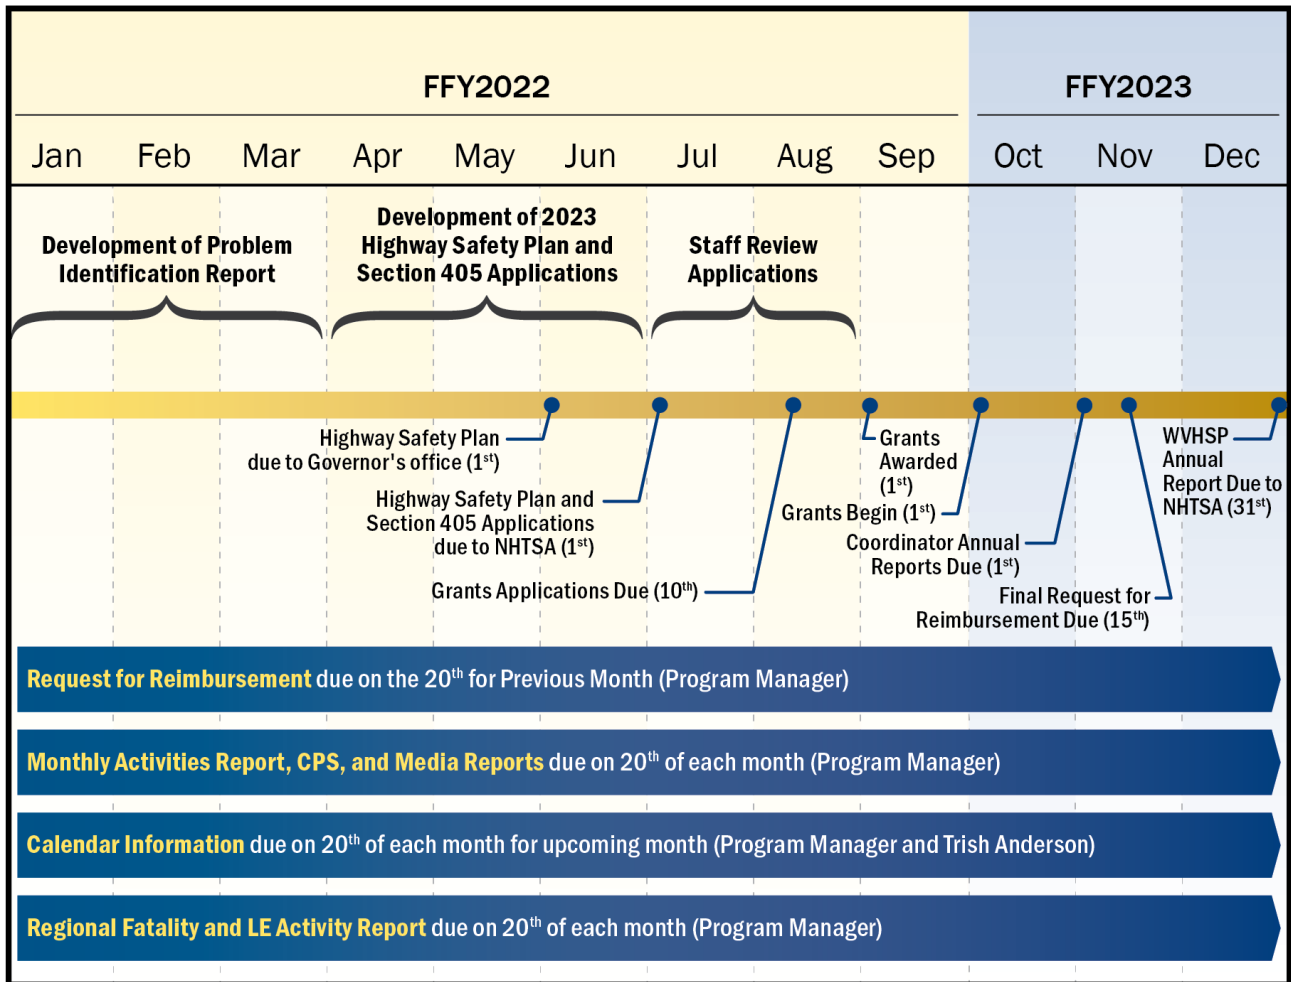 FFY2022
FFY2023
Jan Feb Mar Apr May Jun Jul Aug Sep Oct Nov Dec
Development of Problem
Identification Report
Development of 2023
Highway Safety Plan and
Section 405 Applications
Staff Review
Applications
Highway Safety Plan
due to Governor's office (1st)
Highway Safety Plan and
Section 405 Applications
due to NHTSA (1st)
Grants Applications Due (10th)
Grants
Awarded
(1st)
Grants Begin (1st)
Coordinator Annual
Reports Due (1st)
Final Request for
Reimbursement Due (15th)
WVHSP
Annual
Report Due to
NHTSA (31st)
Request for Reimbursement due on the 20th for Previous Month (Program Manager)
Monthly Activities Report, CPS, and Media Reports due on 20th of each month (Program Manager)
Calendar Information due on 20th of each month for upcoming month (Program Manager and Trish Anderson)
Regional Fatality and LE Activity Report due on 20th of each month (Program Manager)